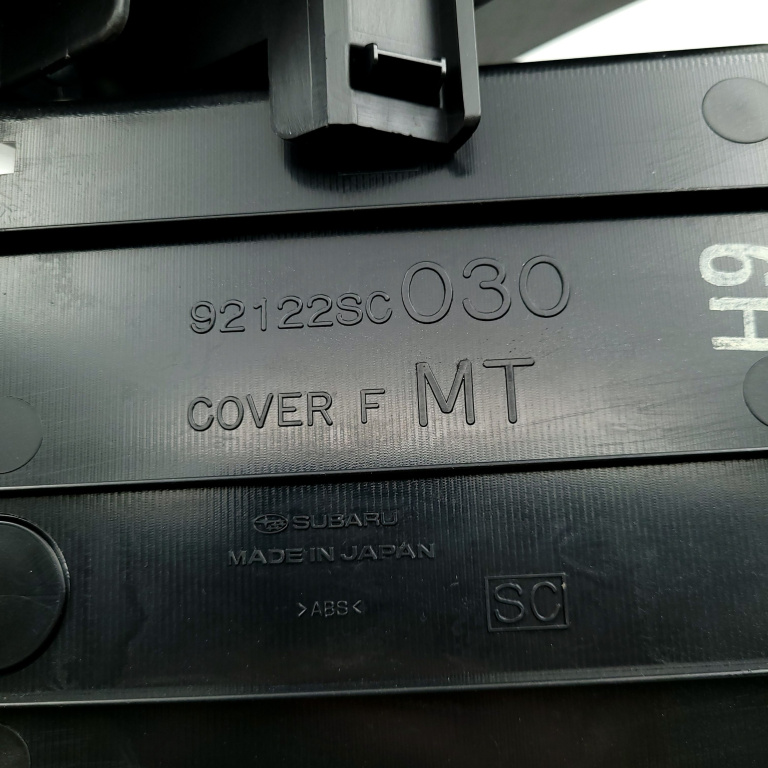 92122SC030
COVER F MT
SUBARU
MADE IN JAPAN
>ABS<
SC
6H